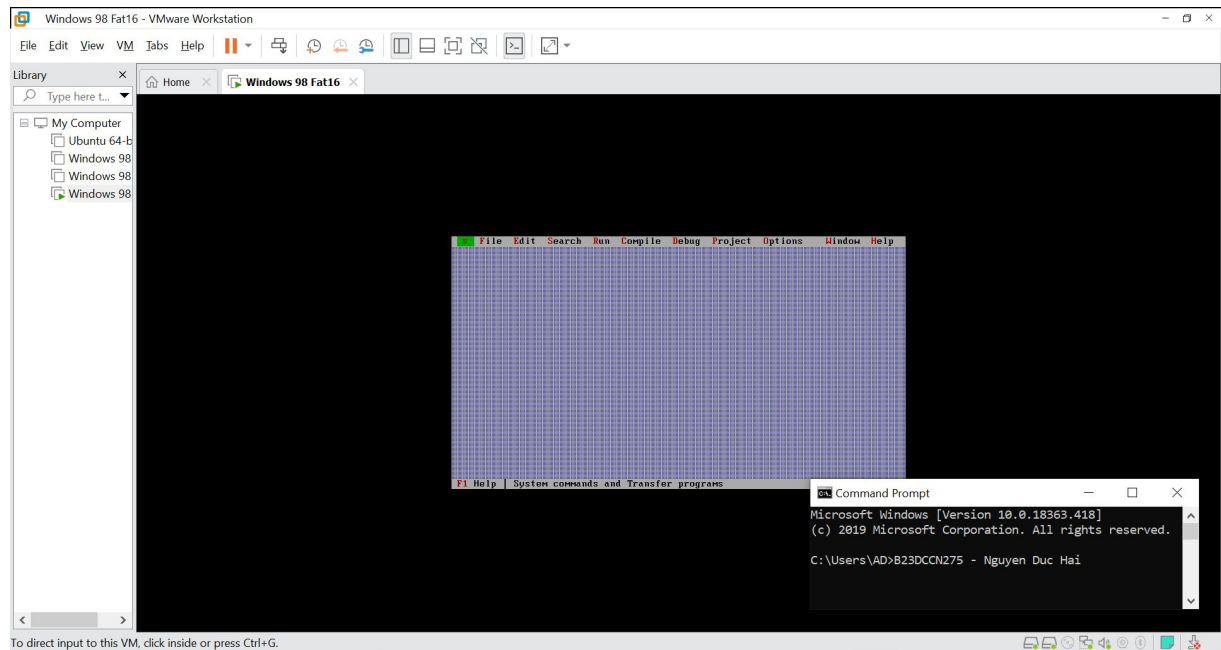 Windows 98 Fat16 - VMware Workstation
File Edit View VM Tabs Help
Library
Home
Windows 98 Fat16
Type here t...
My Computer
Ubuntu 64-b
Windows 98
Windows 98
Windows 98
File Edit Search Run Compile Debug Project Options Window Help
F1 Help | System commands and Transfer programs
Command Prompt
Microsoft Windows [Version 10.0.18363.418]
(c) 2019 Microsoft Corporation. All rights reserved.
C:\Users\AD>B23DCCN275 - Nguyen Duc Hai
To direct input to this VM, click inside or press Ctrl+G.